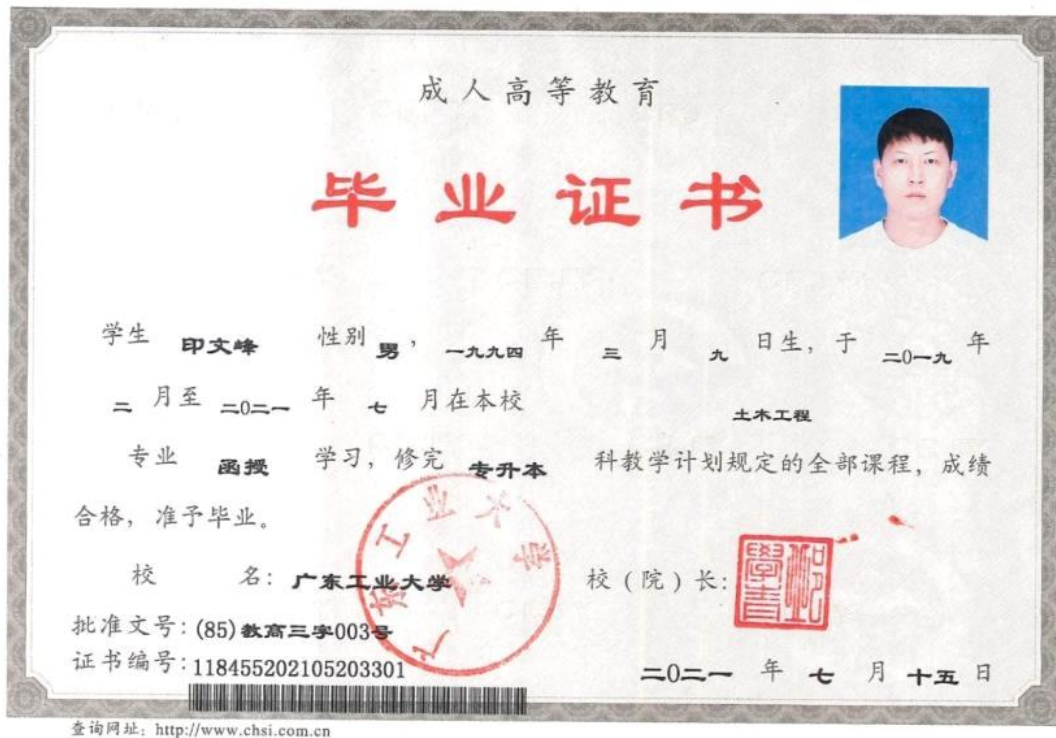 成人高等教育
毕业证书
学生 印文峰 性别 男, 一九九四 年 三 月 九 日生, 于 二0一九 年
二 月至 二0二一 年 七 月在本校 土木工程
专业 函授 学习, 修完 专升本 科教学计划规定的全部课程, 成绩
合格, 准予毕业。
校 名: 广东工业大学 校(院)长:
批准文号: (85)教高三字003号
证书编号: 118455202105203301
二0二一 年 七 月 十五 日
查询网址: http://www.chsi.com.cn
广东工业大学